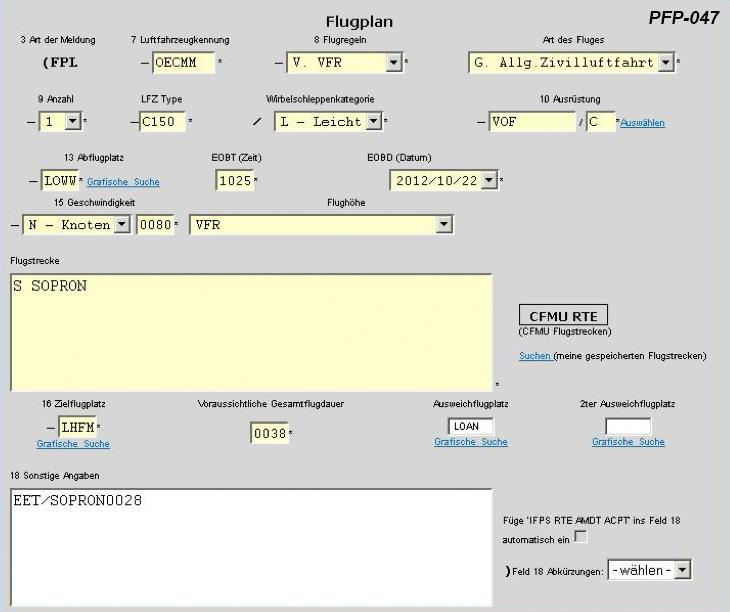 Flugplan
PFP-047
3 Art der Meldung 7 Luftfahrzeugkennung 8 Flugregeln Art des Fluges
(FPL – OECMM * – V. VFR * G. Allg.Zivilluftfahrt *
9 Anzahl LFZ Type Wirbelschleppenkategorie 10 Ausrüstung
– 1 * – C150 * / L – Leicht * – VOF / C * Auswählen
13 Abflugplatz EOBT (Zeit) EOBD (Datum)
– LOWW * Grafische Suche 1025 * 2012/10/22 *
15 Geschwindigkeit Flughöhe
– N – Knoten 0080 * VFR
Flugstrecke
S SOPRON
CFMU RTE
(CFMU Flugstrecken)
Suchen (meine gespeicherten Flugstrecken)
*
16 Zielflugplatz Voraussichtliche Gesamtflugdauer Ausweichflugplatz 2ter Ausweichflugplatz
– LHFM * 0038 * LOAN
Grafische Suche Grafische Suche Grafische Suche
18 Sonstige Angaben
EET/SOPRON0028
Füge 'IFPS RTE AMDT ACPT' ins Feld 18
automatisch ein
) Feld 18 Abkürzungen: - wählen -